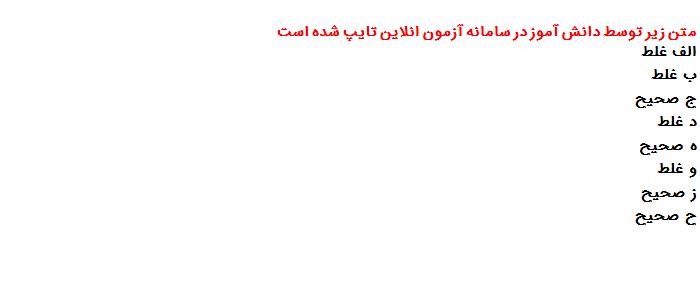 متن زیر توسط دانش آموز در سامانه آزمون انلاین تایپ شده است
الف غلط
ب غلط
ج صحیح
د غلط
ه صحیح
و غلط
ز صحیح
ح صحیح